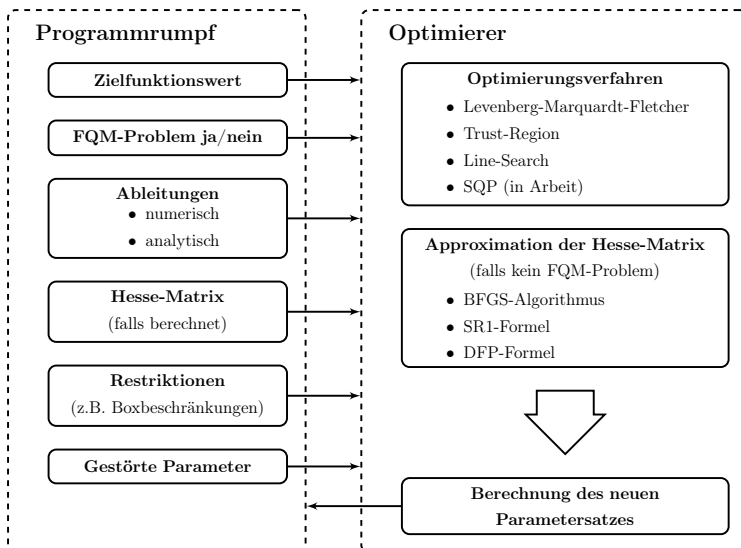 Programmrumpf
Zielfunktionswert
FQM-Problem ja/nein
Ableitungen
• numerisch
• analytisch
Hesse-Matrix
(falls berechnet)
Restriktionen
(z.B. Boxbeschränkungen)
Gestörte Parameter
Optimierer
Optimierungsverfahren
• Levenberg-Marquardt-Fletcher
• Trust-Region
• Line-Search
• SQP (in Arbeit)
Approximation der Hesse-Matrix
(falls kein FQM-Problem)
• BFGS-Algorithmus
• SR1-Formel
• DFP-Formel
Berechnung des neuen
Parametersatzes